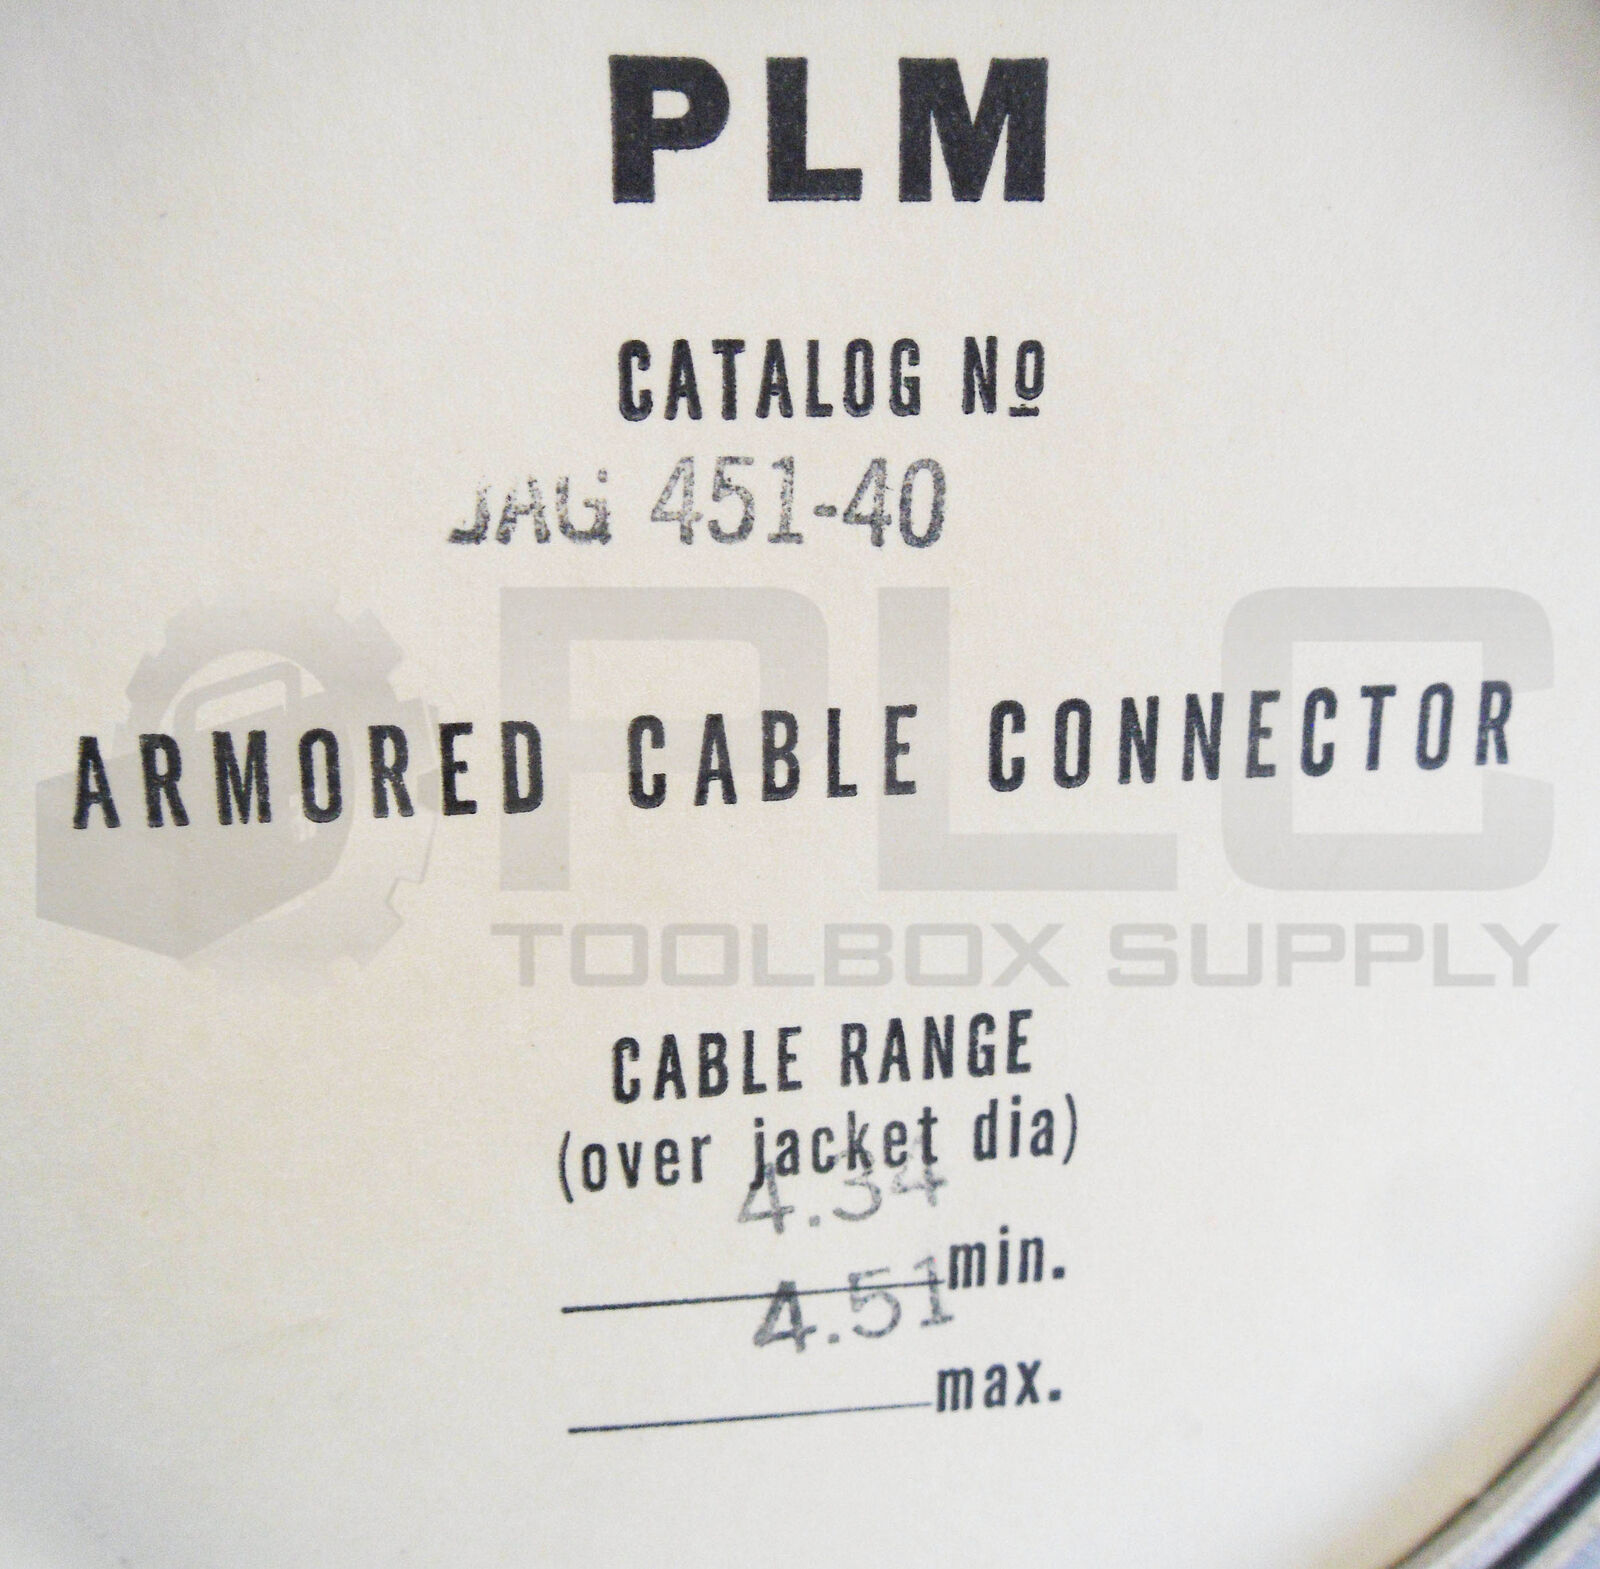 PLM
CATALOG Nº
JAG 451-40
PLC
ARMORED CABLE CONNECTOR
TOOLBOX SUPPLY
CABLE RANGE
(over jacket dia)
4.34
min.
4.51
max.